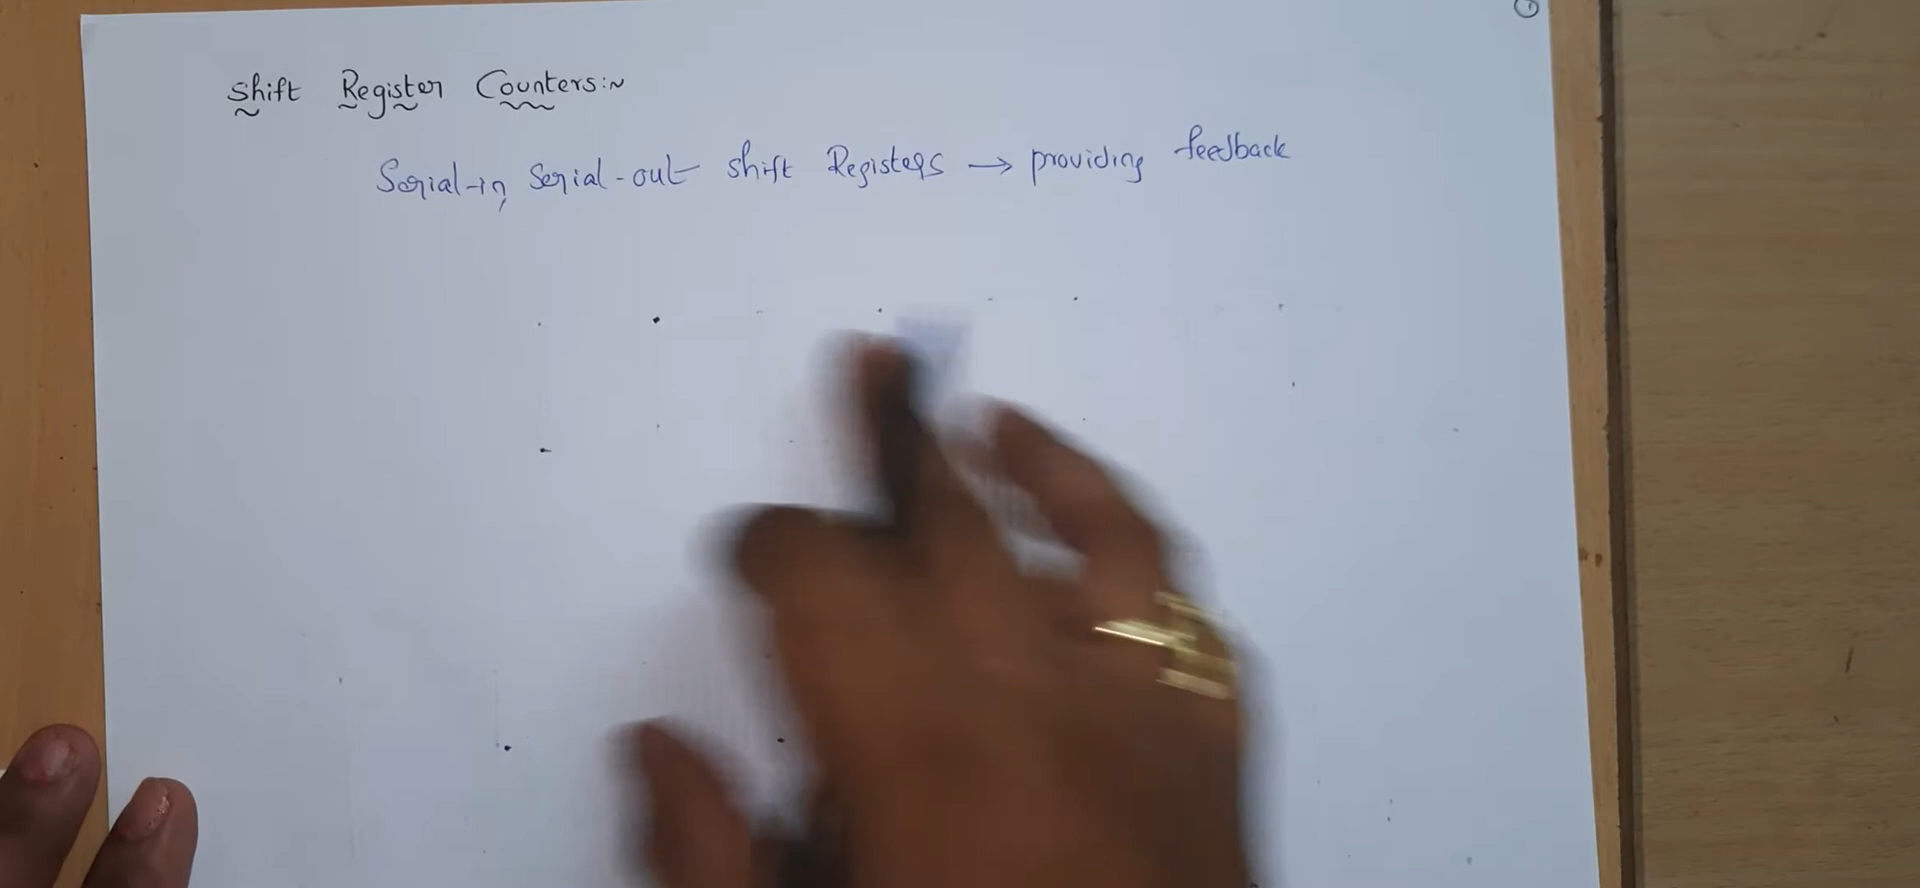 Shift Register Counters:~
Serial-in, Serial-out shift Registers → providing feedback